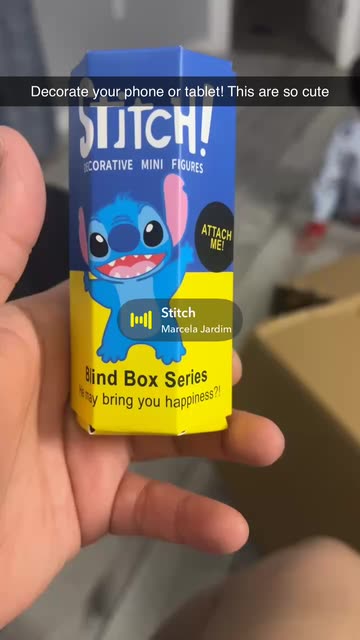 Decorate your phone or tablet! This are so cute
STITCH!
DECORATIVE MINI FIGURES
ATTACH
ME!
Stitch
Marcela Jardim
Blind Box Series
He may bring you happiness?!